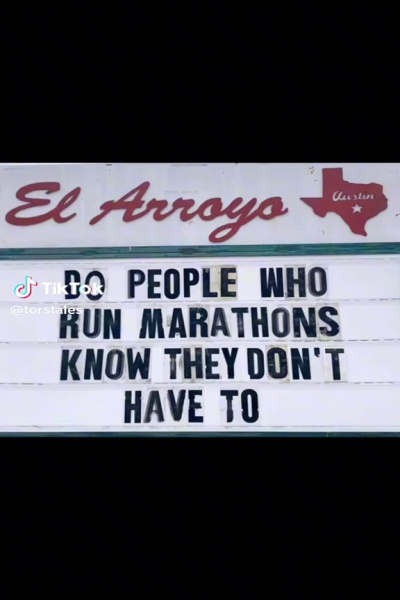 El Arroyo
Austin
DO PEOPLE WHO
TikTok
@torstales
RUN MARATHONS
KNOW THEY DON'T
HAVE TO